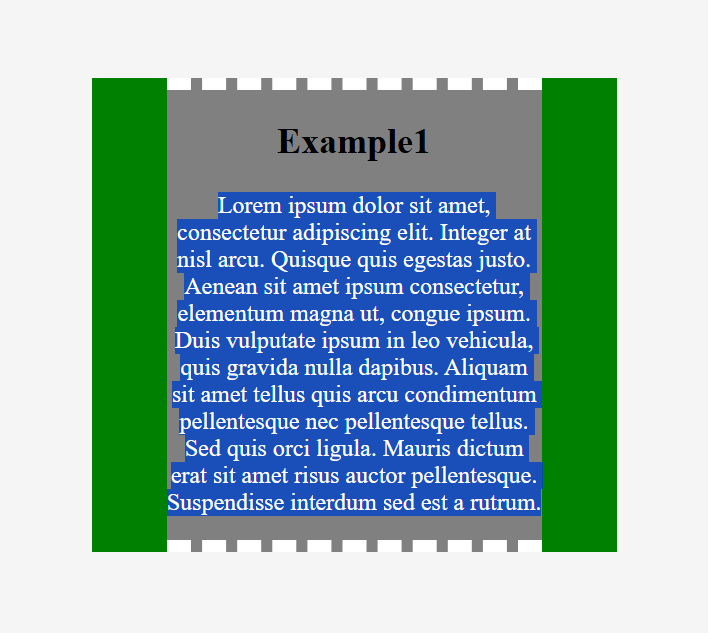 Example1
Lorem ipsum dolor sit amet,
consectetur adipiscing elit. Integer at
nisl arcu. Quisque quis egestas justo.
Aenean sit amet ipsum consectetur,
elementum magna ut, congue ipsum.
Duis vulputate ipsum in leo vehicula,
quis gravida nulla dapibus. Aliquam
sit amet tellus quis arcu condimentum
pellentesque nec pellentesque tellus.
Sed quis orci ligula. Mauris dictum
erat sit amet risus auctor pellentesque.
Suspendisse interdum sed est a rutrum.